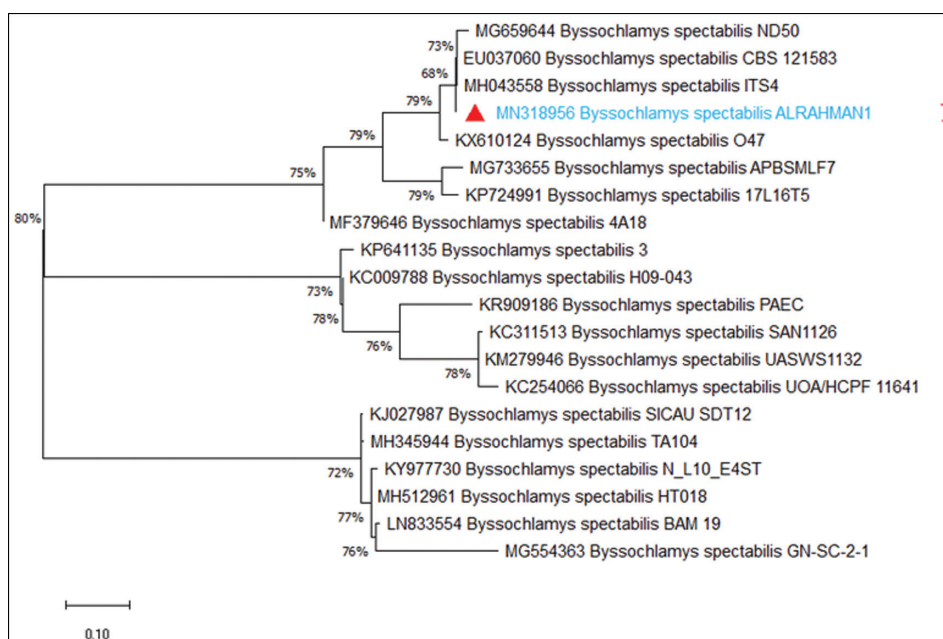 MG659644 Byssochlamys spectabilis ND50
73%
EU037060 Byssochlamys spectabilis CBS 121583
68%
MH043558 Byssochlamys spectabilis ITS4
79%
MN318956 Byssochlamys spectabilis ALRAHMAN1
79%
KX610124 Byssochlamys spectabilis O47
75%
MG733655 Byssochlamys spectabilis APBSMLF7
79%
KP724991 Byssochlamys spectabilis 17L16T5
80%
MF379646 Byssochlamys spectabilis 4A18
KP641135 Byssochlamys spectabilis 3
KC009788 Byssochlamys spectabilis H09-043
73%
KR909186 Byssochlamys spectabilis PAEC
78%
KC311513 Byssochlamys spectabilis SAN1126
76%
KM279946 Byssochlamys spectabilis UASWS1132
78%
KC254066 Byssochlamys spectabilis UOA/HCPF 11641
KJ027987 Byssochlamys spectabilis SICAU SDT12
MH345944 Byssochlamys spectabilis TA104
72%
KY977730 Byssochlamys spectabilis N_L10_E4ST
MH512961 Byssochlamys spectabilis HT018
77%
LN833554 Byssochlamys spectabilis BAM 19
76%
MG554363 Byssochlamys spectabilis GN-SC-2-1
0.10